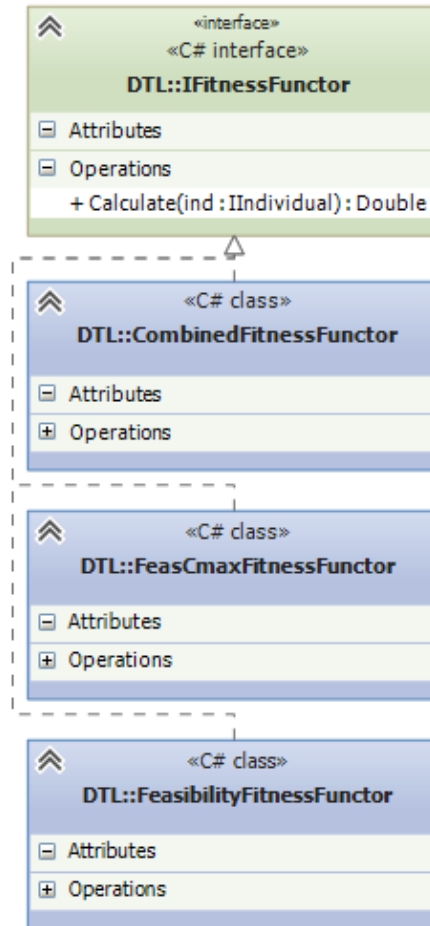 «interface»
«C# interface»
DTL::IFitnessFunctor
Attributes
Operations
+ Calculate(ind : IIndividual) : Double
«C# class»
DTL::CombinedFitnessFunctor
Attributes
Operations
«C# class»
DTL::FeasCmaxFitnessFunctor
Attributes
Operations
«C# class»
DTL::FeasibilityFitnessFunctor
Attributes
Operations